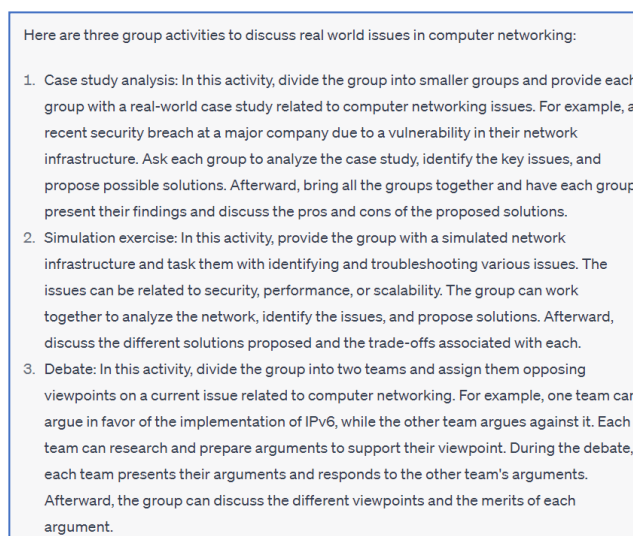 Here are three group activities to discuss real world issues in computer networking:
1. Case study analysis: In this activity, divide the group into smaller groups and provide each
group with a real-world case study related to computer networking issues. For example, a
recent security breach at a major company due to a vulnerability in their network
infrastructure. Ask each group to analyze the case study, identify the key issues, and
propose possible solutions. Afterward, bring all the groups together and have each group
present their findings and discuss the pros and cons of the proposed solutions.
2. Simulation exercise: In this activity, provide the group with a simulated network
infrastructure and task them with identifying and troubleshooting various issues. The
issues can be related to security, performance, or scalability. The group can work
together to analyze the network, identify the issues, and propose solutions. Afterward,
discuss the different solutions proposed and the trade-offs associated with each.
3. Debate: In this activity, divide the group into two teams and assign them opposing
viewpoints on a current issue related to computer networking. For example, one team can
argue in favor of the implementation of IPv6, while the other team argues against it. Each
team can research and prepare arguments to support their viewpoint. During the debate,
each team presents their arguments and responds to the other team's arguments.
Afterward, the group can discuss the different viewpoints and the merits of each
argument.